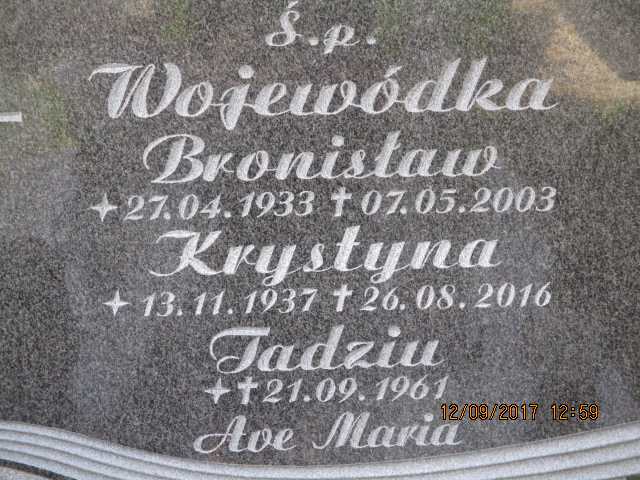 Ś.p.
Wojewódka
Bronisław
✦27.04.1933 ✝07.05.2003
Krystyna
✦13.11.1937 ✝26.08.2016
Tadziu
✦✝21.09.1961
Ave Maria
12/09/2017 12:59